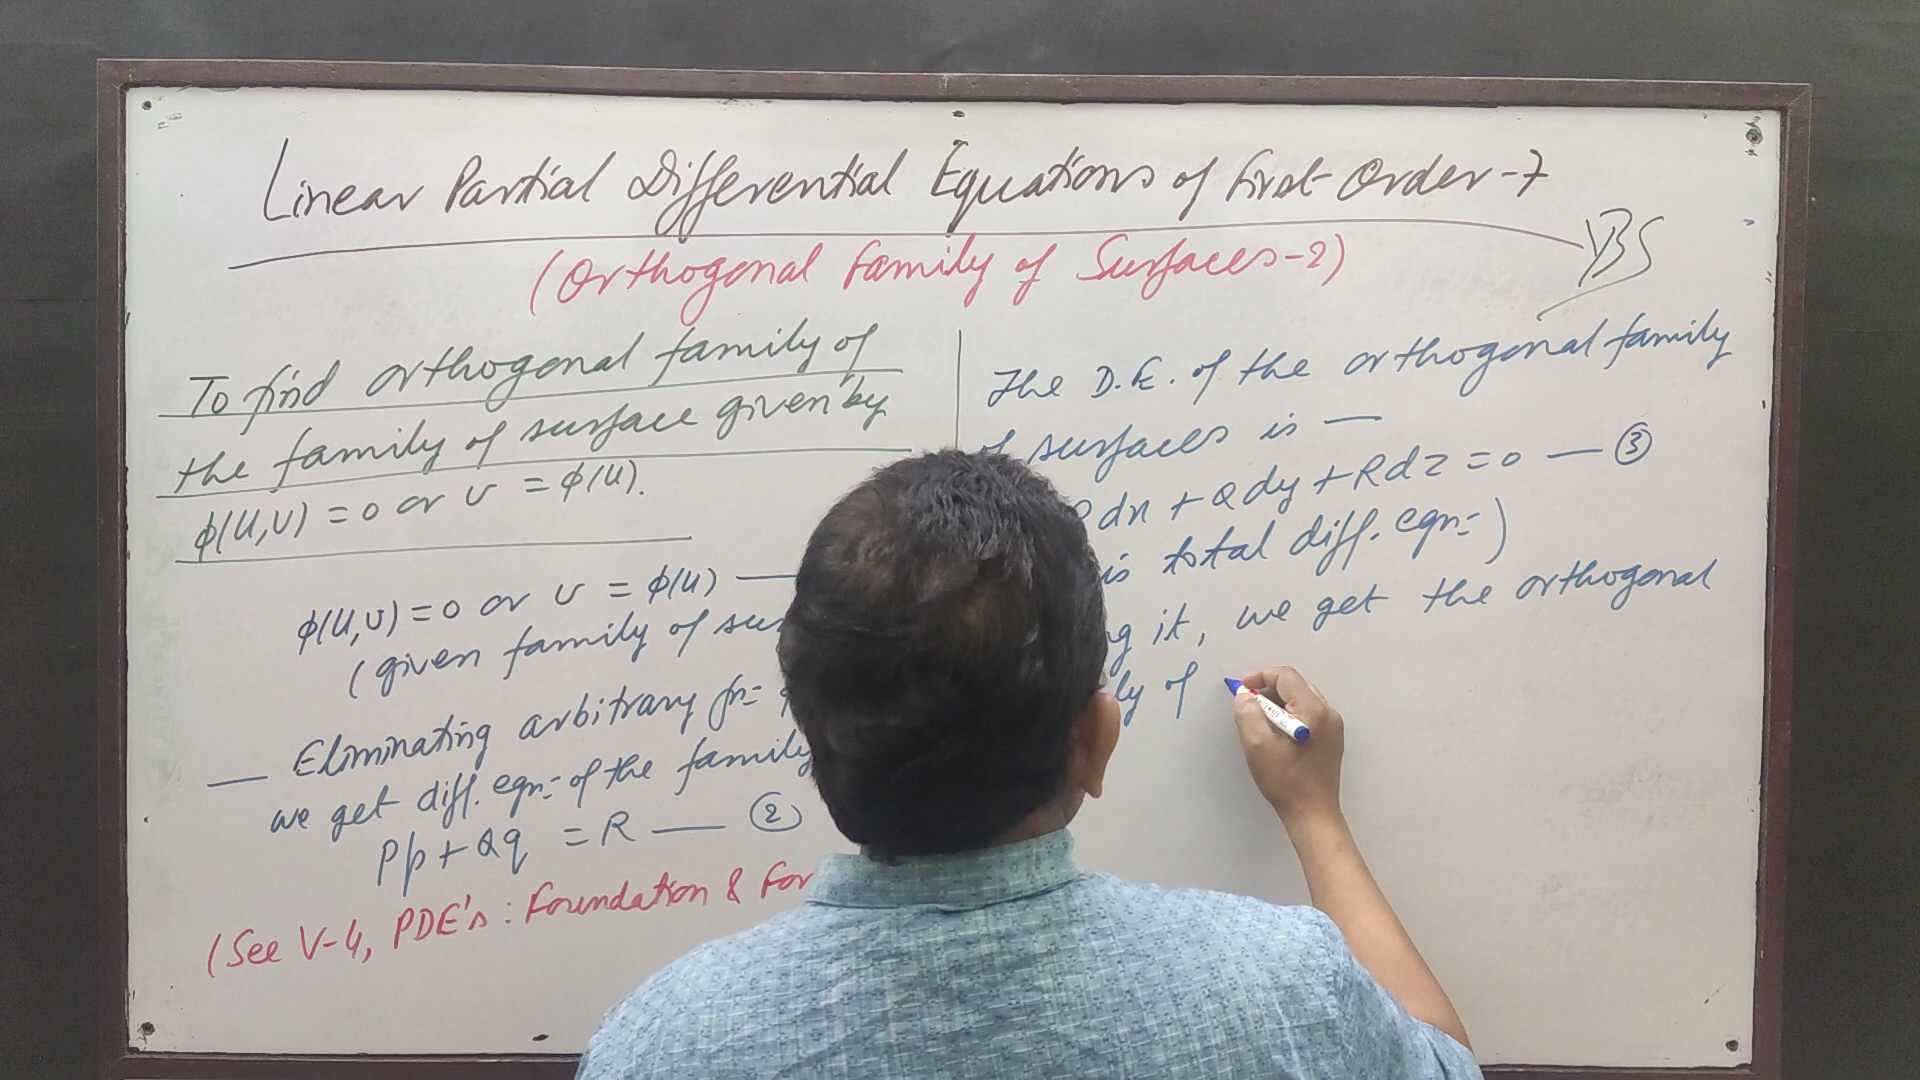 Linear Partial Differential Equations of First Order-7
YBS
(Orthogonal Family of Surfaces-2)
To find orthogonal family of
the family of surface given by
ϕ(u,v) = 0 or v = ϕ(u).
ϕ(u,v) = 0 or v = ϕ(u) —
(given family of
— Eliminating arbitrary fn=
we get diff. eqn= of the family
Pp + Qq = R — ②
(See V-4, PDE's : Foundation & For
The D.E. of the orthogonal family
of surfaces is —
Pdx + Qdy + Rdz = 0 — ③
is total diff. eqn=)
it, we get the orthogonal
of